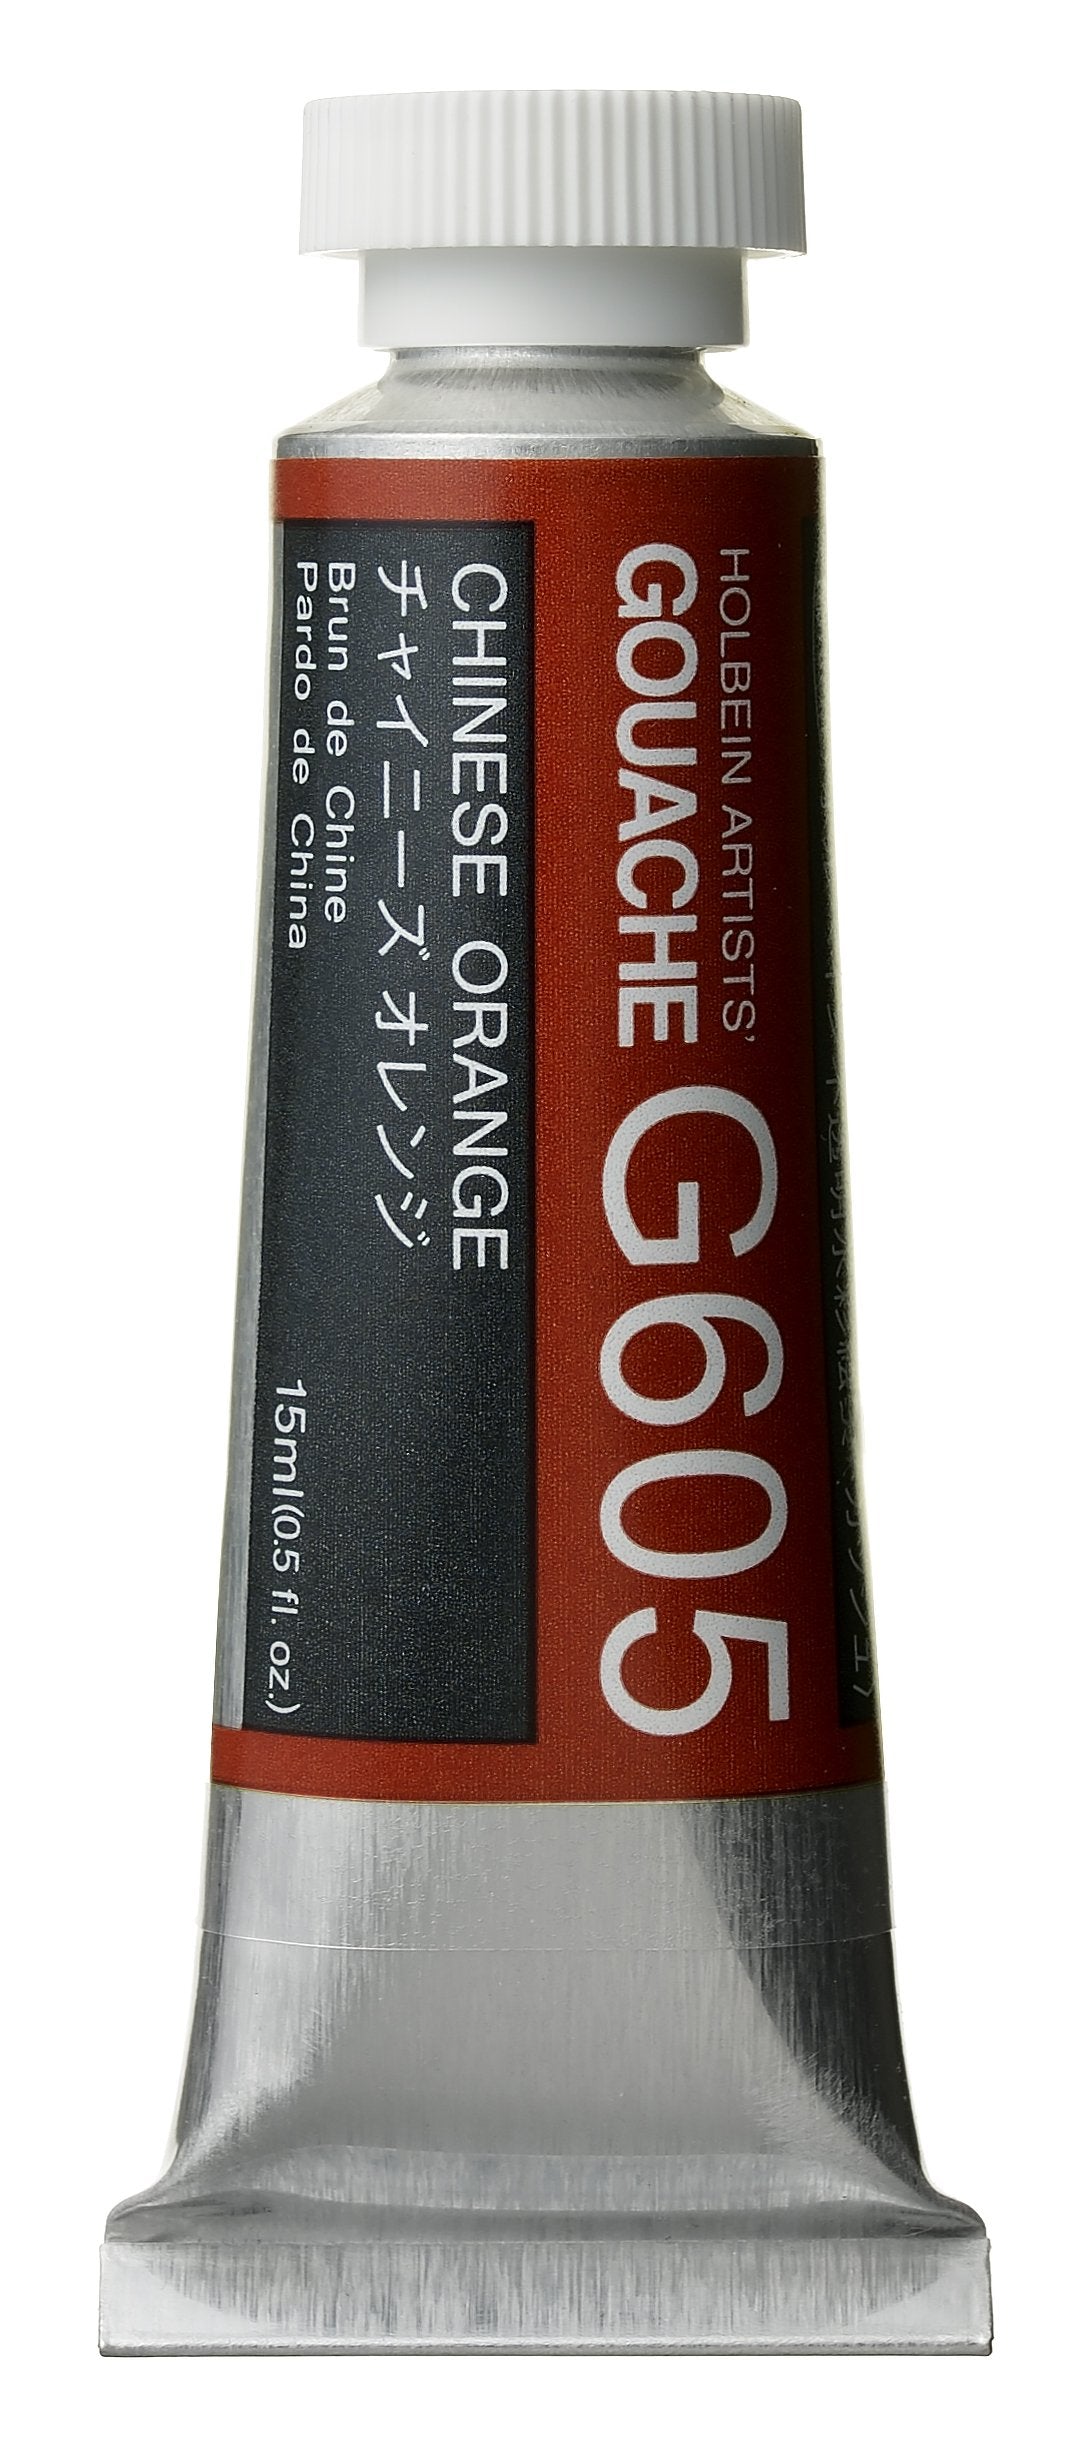 HOLBEIN ARTISTS'
GOUACHE G605
CHINESE ORANGE
チャイニーズ オレンジ
Brun de Chine
Pardo de China
15ml(0.5 fl. oz.)